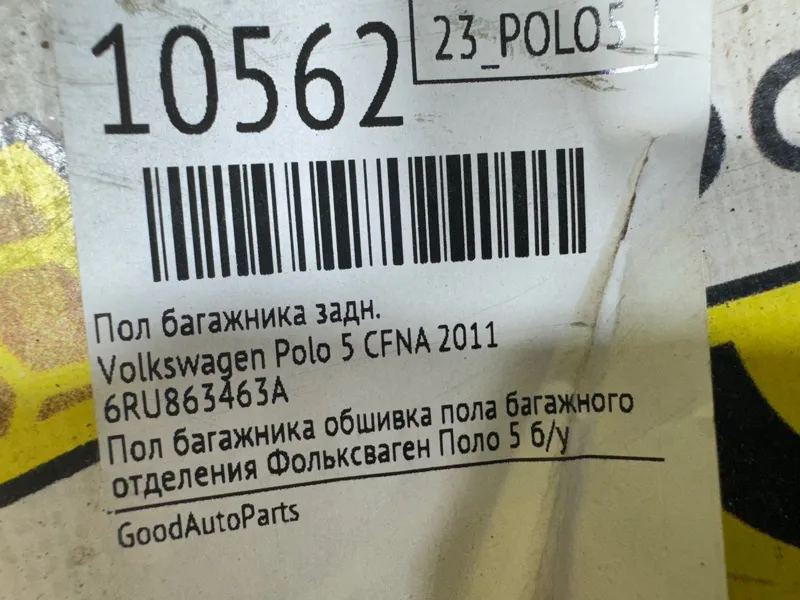 10562
23_POLO5
Пол багажника задн.
Volkswagen Polo 5 CFNA 2011
6RU863463A
Пол багажника обшивка пола багажного
отделения Фольксваген Поло 5 б/у
GoodAutoParts